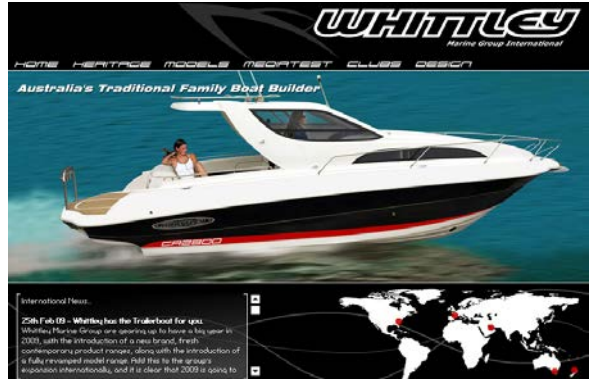 WHITTLEY
Marine Group International
HOME HERITAGE MODELS MEDIATEST CLUBS DESIGN
Australia's Traditional Family Boat Builder
CR2800
International News..
25th Feb 09 - Whittley has the Trailerboat for you.
Whittley Marine Group are gearing up to have a big year in
2009, with the introduction of a new brand, fresh
contemporary product ranges, along with the introduction of
a fully revamped model range. Add this to the group's
expansion internationally, and it is clear that 2009 is going to